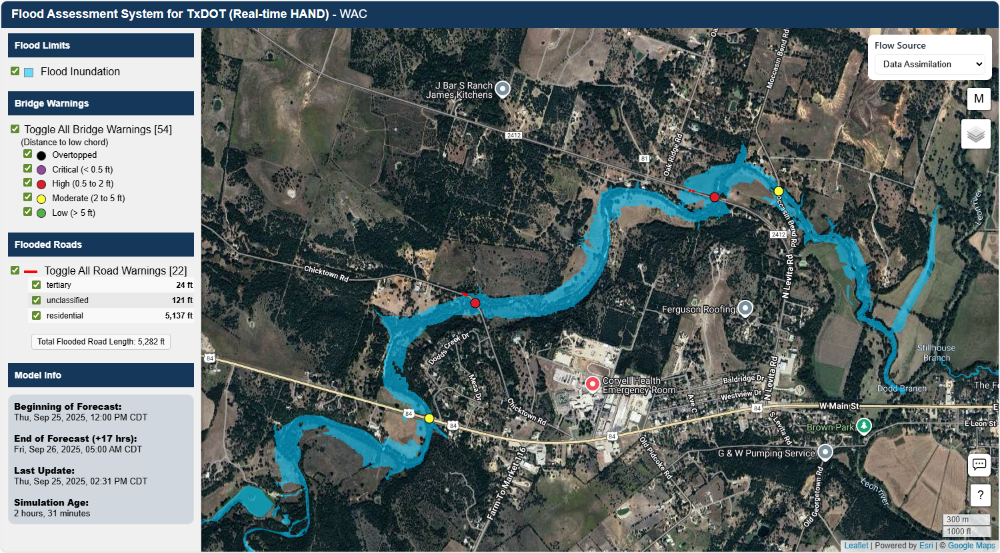 Flood Assessment System for TxDOT (Real-time HAND) - WAC
Flood Limits
Flood Inundation
Bridge Warnings
Toggle All Bridge Warnings [54]
(Distance to low chord)
Overtopped
Critical (< 0.5 ft)
High (0.5 to 2 ft)
Moderate (2 to 5 ft)
Low (> 5 ft)
Flooded Roads
Toggle All Road Warnings [22]
tertiary 24 ft
unclassified 121 ft
residential 5,137 ft
Total Flooded Road Length: 5,282 ft
Model Info
Beginning of Forecast:
Thu, Sep 25, 2025, 12:00 PM CDT
End of Forecast (+17 hrs):
Fri, Sep 26, 2025, 05:00 AM CDT
Last Update:
Thu, Sep 25, 2025, 02:31 PM CDT
Simulation Age:
2 hours, 31 minutes
Flow Source
Data Assimilation
M
Oa
Moccasin Bend Rd
J Bar S Ranch
James Kitchens
2412
Oak Ridge Rd
81
Leon river
Moccasin Bend Rd
2412
N Levita Rd
Chicktown Rd
Ferguson Roofing
Dodds Creek Dr
84
Stillhouse
Branch
Coryell Health
Emergency Room
Mesa Dr
Baldridge Dr
N Levita Rd
Westview Dr
Dodd Branch
The F
Ave C
Chicktown Rd
84
84
84
84
W Main St
E
S Levita Rd
Brown Park
E Leon St
Old Pidcoke Rd
G & W Pumping Service
Farm-To Market 116
Old Georgetown Rd
Leon river
?
300 m
1000 ft
Leaflet | Powered by Esri | © Google Maps